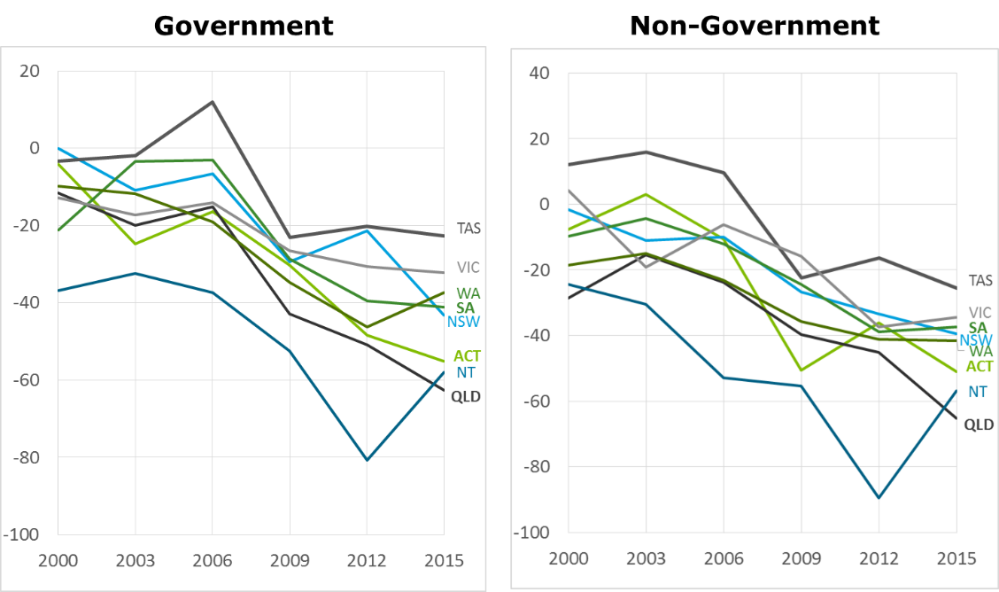 Government
20
0
-20
-40
-60
-80
-100
2000 2003 2006 2009 2012 2015
TAS
VIC
WA
SA
NSW
ACT
NT
QLD
Non-Government
40
20
0
-20
-40
-60
-80
-100
2000 2003 2006 2009 2012 2015
TAS
VIC
SA
NSW
WA
ACT
NT
QLD